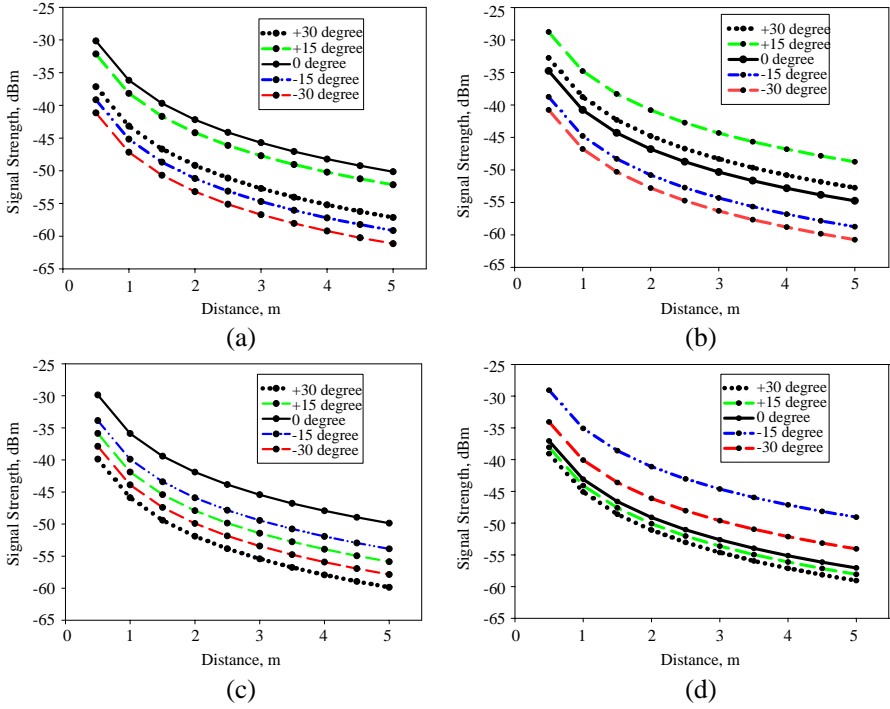 -25
-30
-35
-40
-45
-50
-55
-60
-65
Signal Strength, dBm
+30 degree
+15 degree
0 degree
-15 degree
-30 degree
0 1 2 3 4 5
Distance, m
(a)
-25
-30
-35
-40
-45
-50
-55
-60
-65
Signal Strength, dBm
+30 degree
+15 degree
0 degree
-15 degree
-30 degree
0 1 2 3 4 5
Distance, m
(b)
-25
-30
-35
-40
-45
-50
-55
-60
-65
Signal Strength, dBm
+30 degree
+15 degree
0 degree
-15 degree
-30 degree
0 1 2 3 4 5
Distance, m
(c)
-25
-30
-35
-40
-45
-50
-55
-60
-65
Signal Strength, dBm
+30 degree
+15 degree
0 degree
-15 degree
-30 degree
0 1 2 3 4 5
Distance, m
(d)